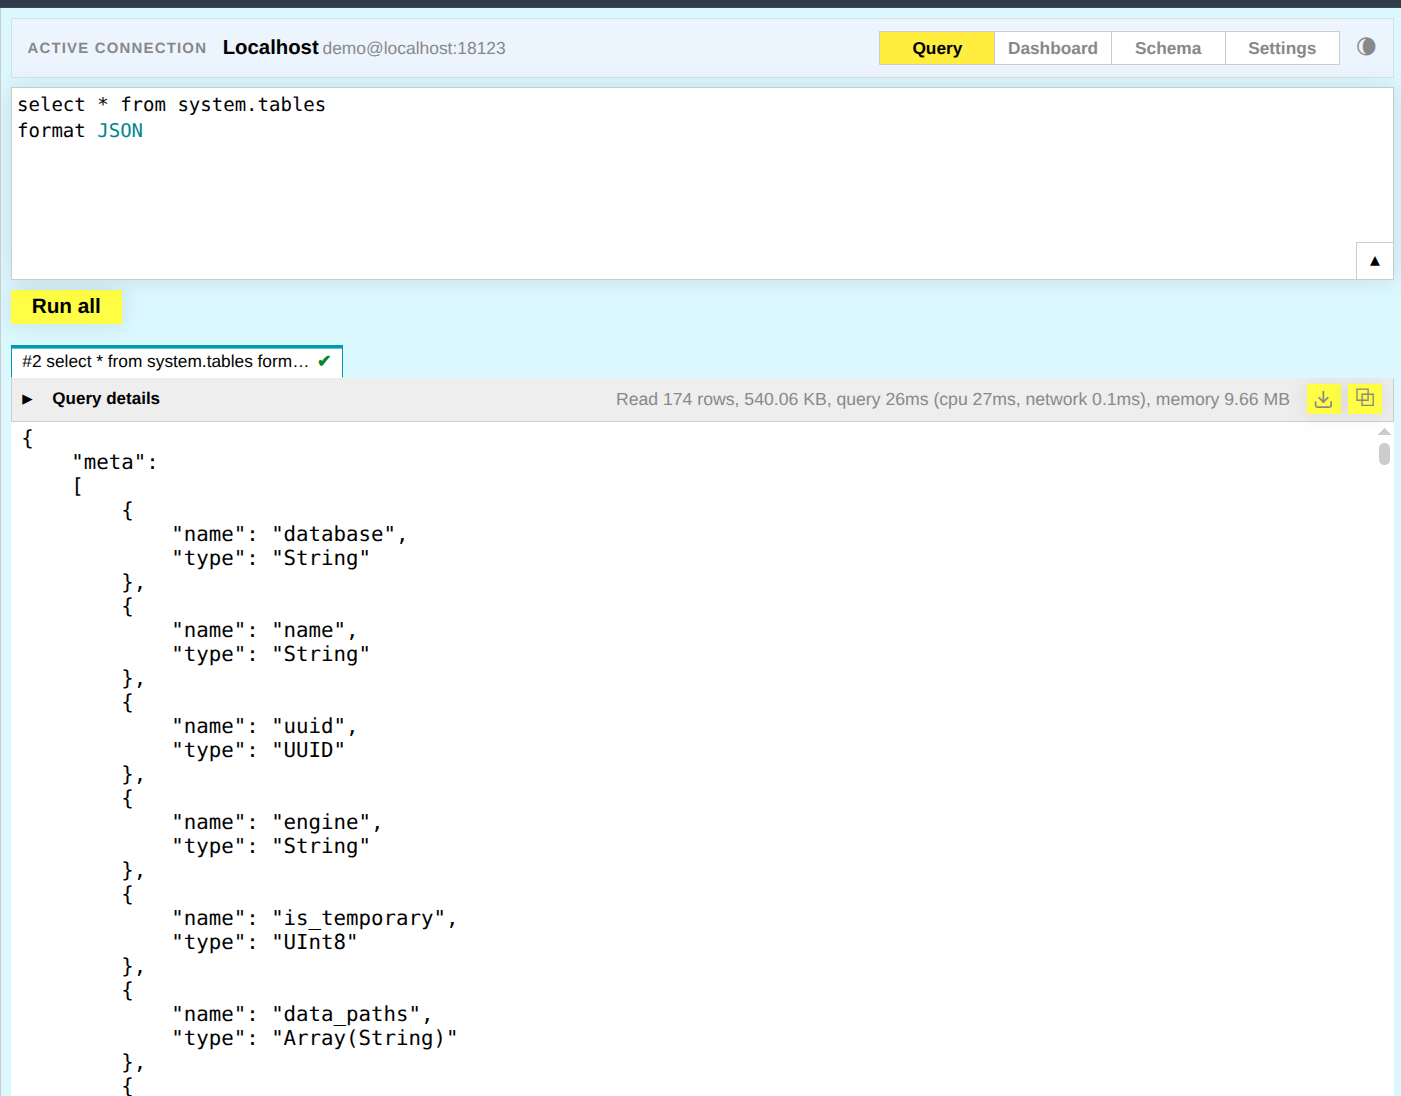 ACTIVE CONNECTION Localhost demo@localhost:18123 Query Dashboard Schema Settings
select * from system.tables
format JSON
Run all
#2 select * from system.tables form… ✔
Query details Read 174 rows, 540.06 KB, query 26ms (cpu 27ms, network 0.1ms), memory 9.66 MB
{
    "meta":
    [
        {
            "name": "database",
            "type": "String"
        },
        {
            "name": "name",
            "type": "String"
        },
        {
            "name": "uuid",
            "type": "UUID"
        },
        {
            "name": "engine",
            "type": "String"
        },
        {
            "name": "is_temporary",
            "type": "UInt8"
        },
        {
            "name": "data_paths",
            "type": "Array(String)"
        },
        {